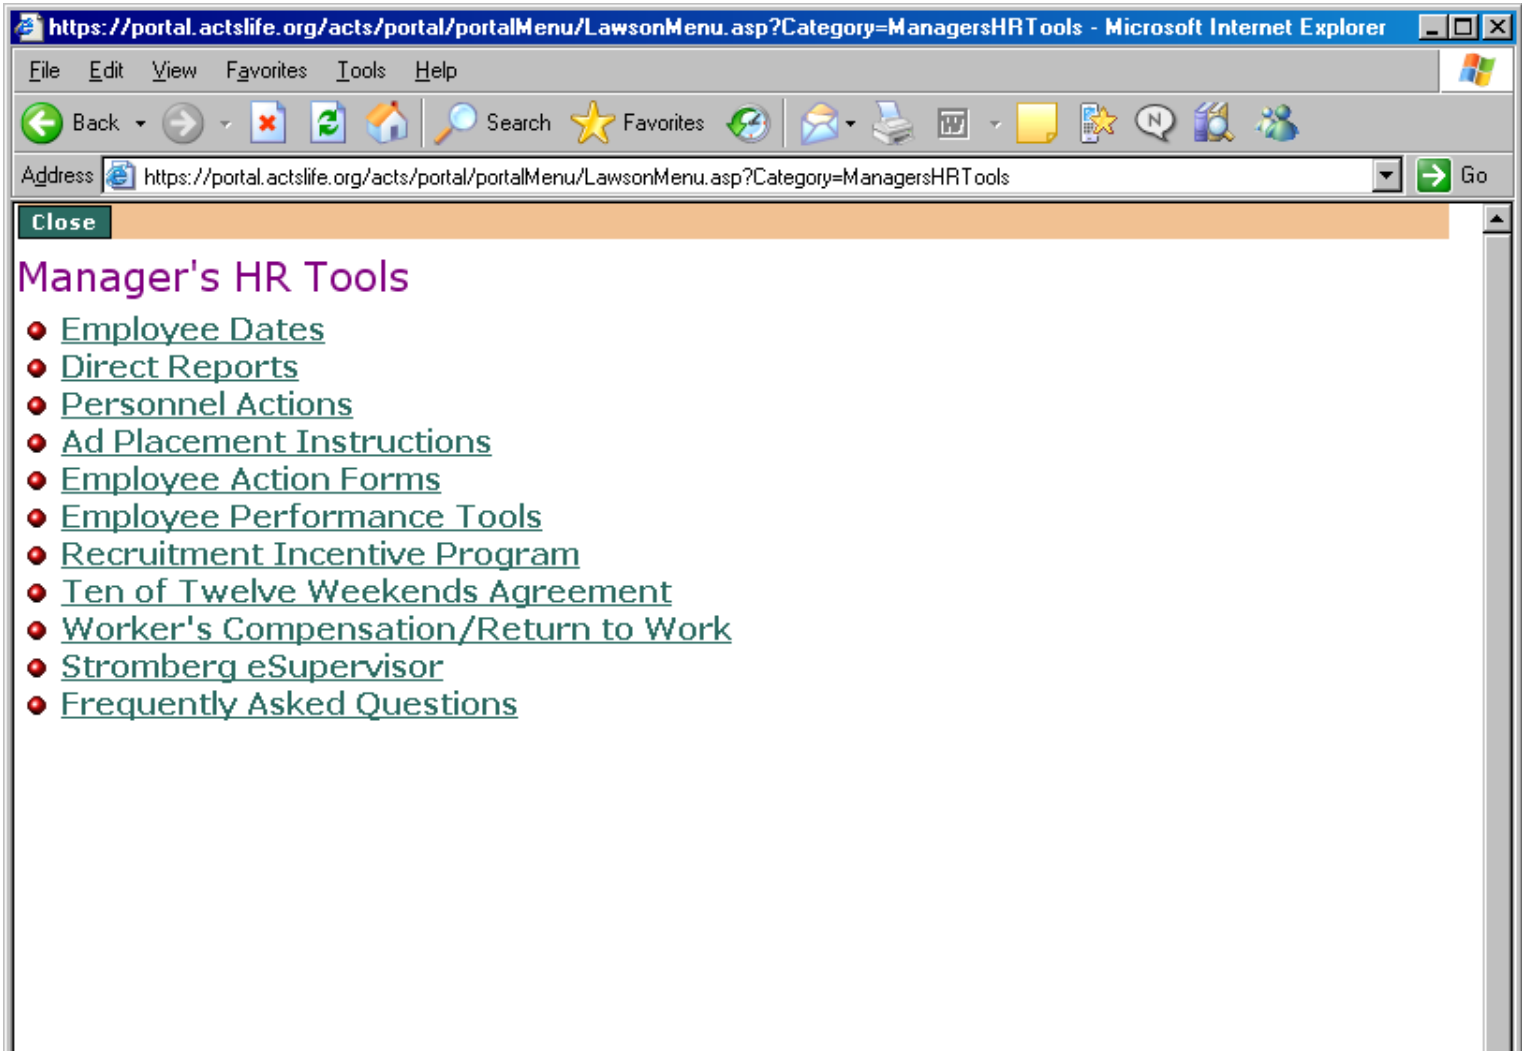 https://portal.actslife.org/acts/portal/portalMenu/LawsonMenu.asp?Category=ManagersHRTools - Microsoft Internet Explorer
File Edit View Favorites Tools Help
Back Search Favorites W N
Address https://portal.actslife.org/acts/portal/portalMenu/LawsonMenu.asp?Category=ManagersHRTools Go
Close
Manager's HR Tools
Employee Dates
Direct Reports
Personnel Actions
Ad Placement Instructions
Employee Action Forms
Employee Performance Tools
Recruitment Incentive Program
Ten of Twelve Weekends Agreement
Worker's Compensation/Return to Work
Stromberg eSupervisor
Frequently Asked Questions